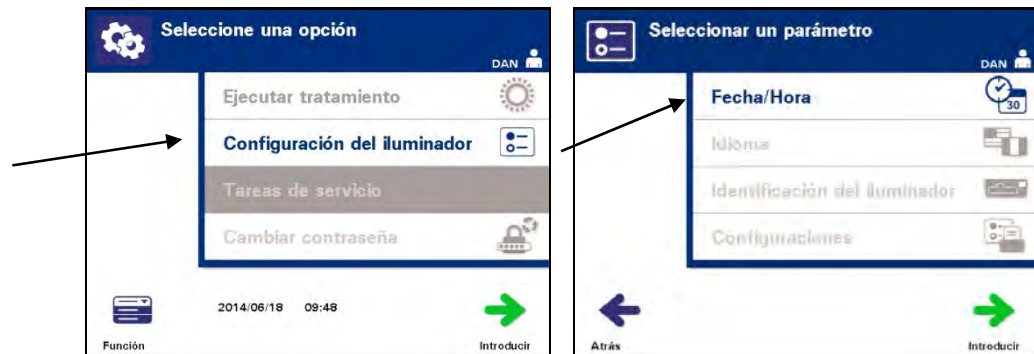 Seleccione una opción
DAN
Ejecutar tratamiento
Configuración del iluminador
Tareas de servicio
Cambiar contraseña
2014/06/18 09:48
Función
Introducir
Seleccionar un parámetro
DAN
Fecha/Hora
30
Idioma
Identificación del iluminador
Configuraciones
Atrás
Introducir